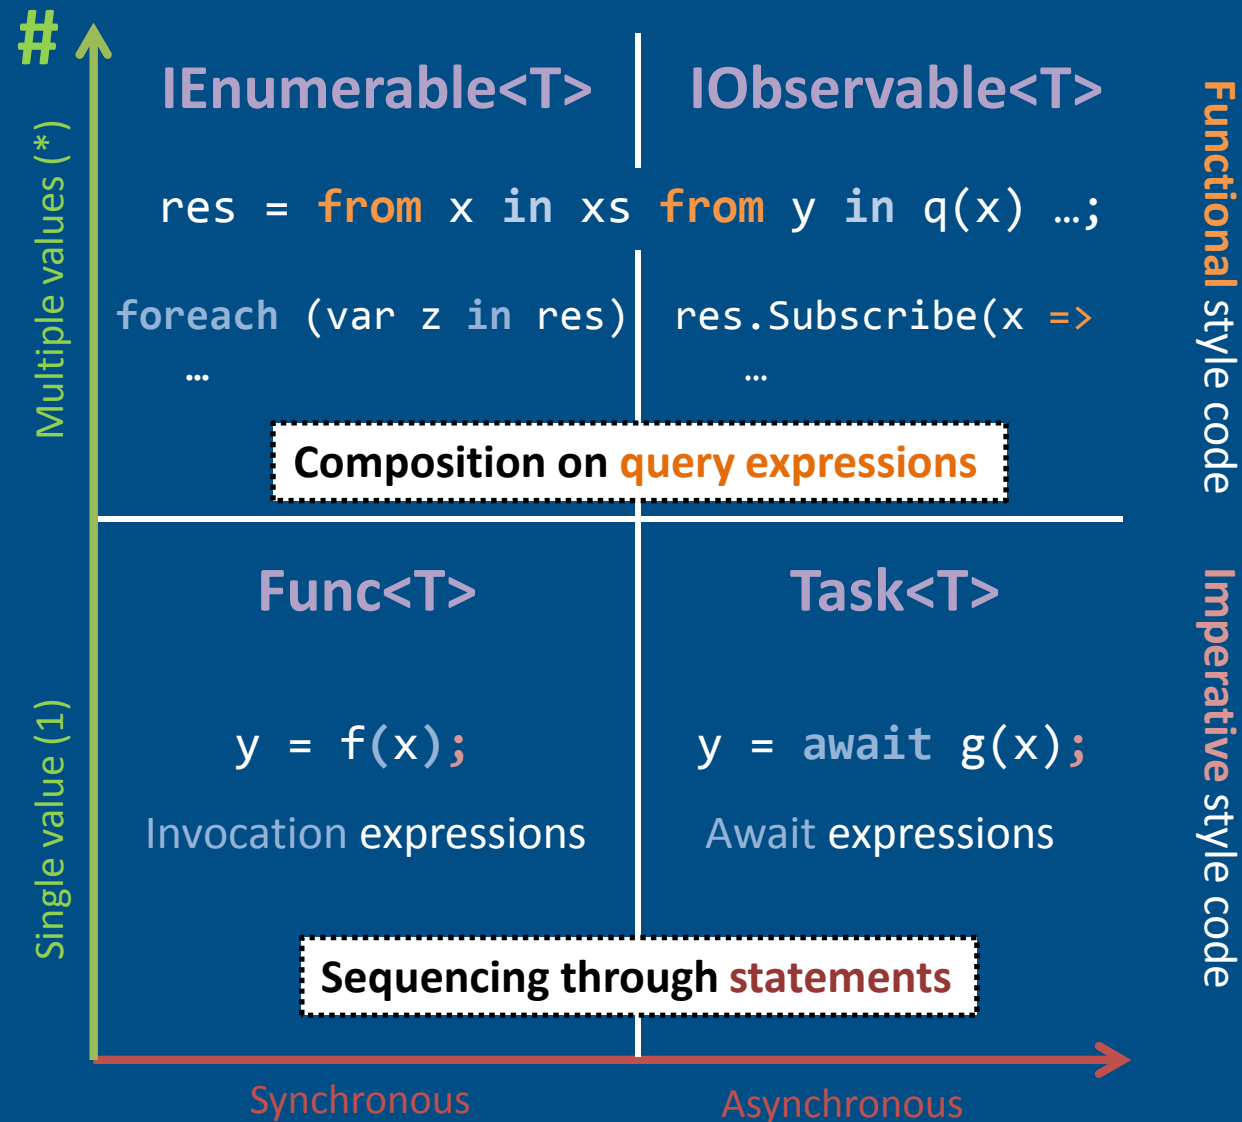 #
IEnumerable<T>
IObservable<T>
res = from x in xs from y in q(x) …;
foreach (var z in res)
…
res.Subscribe(x =>
…
Composition on query expressions
Func<T>
Task<T>
y = f(x);
y = await g(x);
Invocation expressions
Await expressions
Sequencing through statements
Multiple values (*)
Single value (1)
Functional style code
Imperative style code
Synchronous
Asynchronous